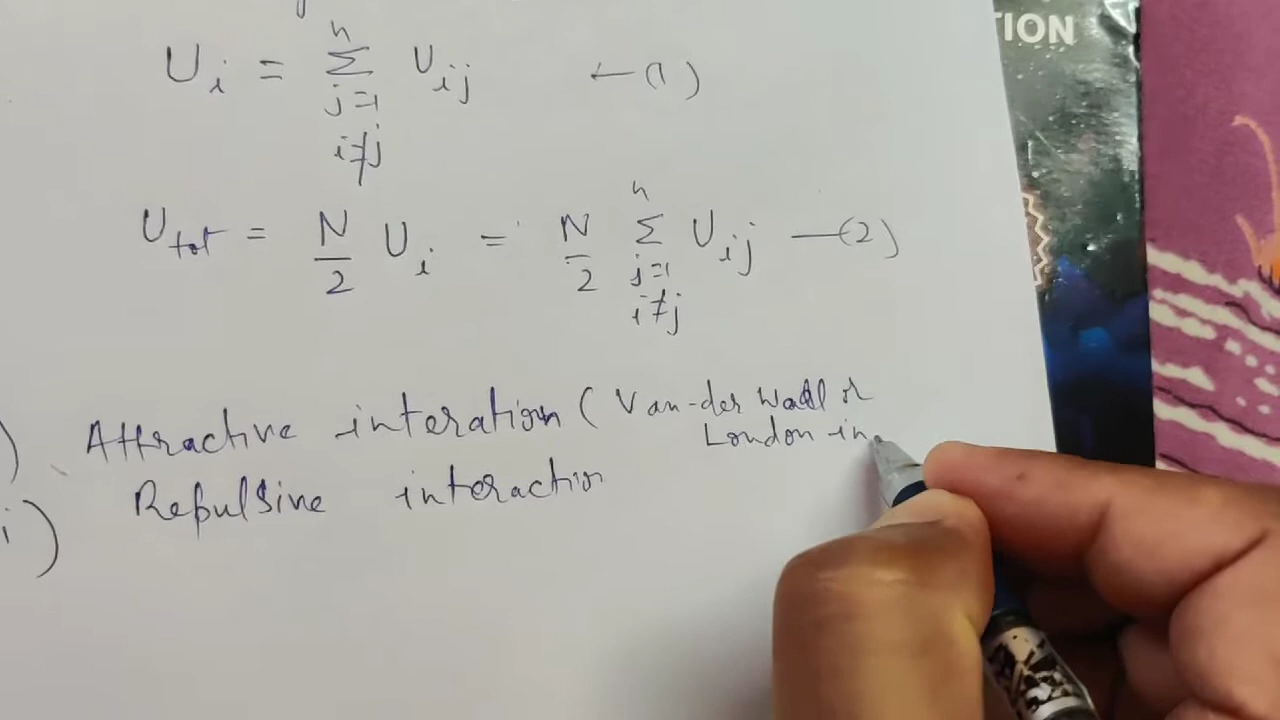 TION
U_i = Σ_{j=1, i≠j}^{n} U_ij ← (1)
U_tot = N/2 U_i = N/2 Σ_{j=1, i≠j}^{n} U_ij —(2)
) Attractive interation ( Van-der Waal or
London in
i) Repulsive interaction